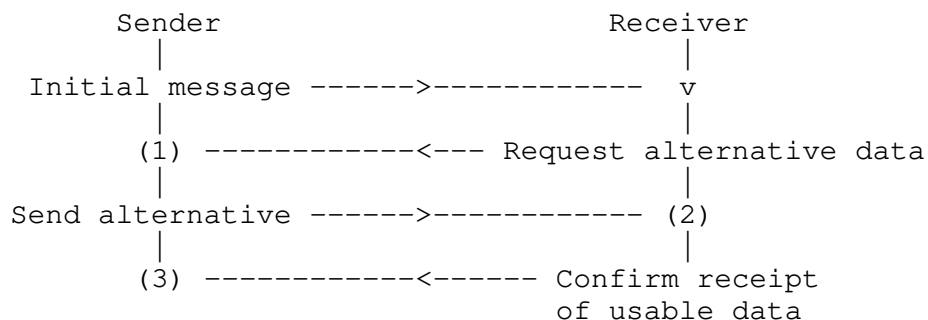 Sender                       Receiver
|                              |
Initial message ------>------------ v
|                              |
(1) ------------<--- Request alternative data
|                              |
Send alternative ------>------------ (2)
|                              |
(3) ------------<------ Confirm receipt
of usable data